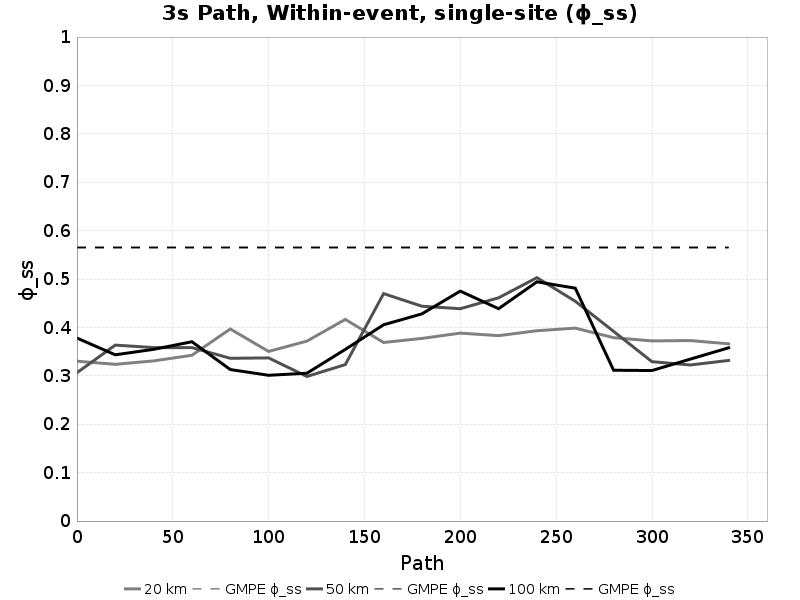 3s Path, Within-event, single-site (ϕ_ss)
1
0.9
0.8
0.7
0.6
0.5
0.4
0.3
0.2
0.1
0
ϕ_ss
0 50 100 150 200 250 300 350
Path
20 km GMPE ϕ_ss 50 km GMPE ϕ_ss 100 km GMPE ϕ_ss